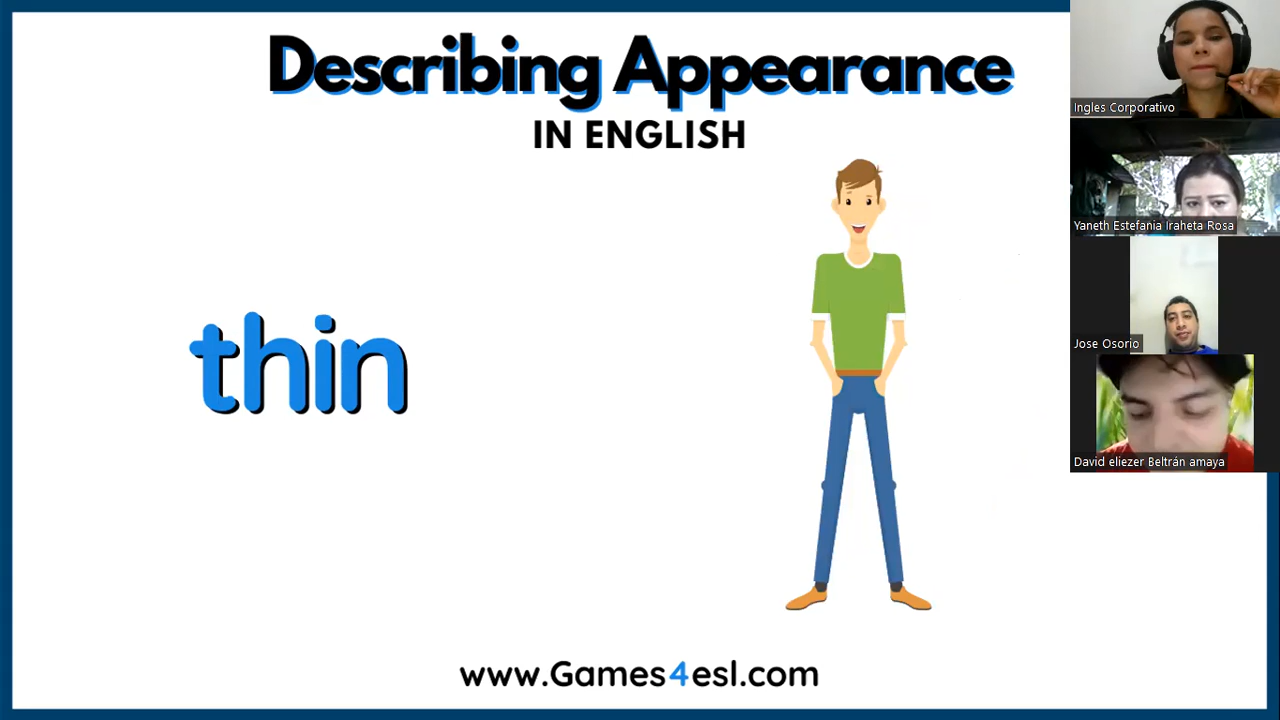 Describing Appearance
IN ENGLISH
thin
www.Games4esl.com
Ingles Corporativo
Yaneth Estefania Iraheta Rosa
Jose Osorio
David eliezer Beltrán amaya